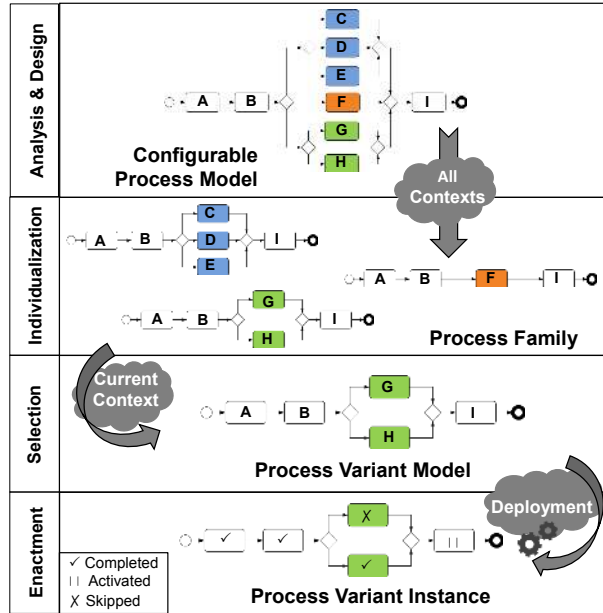 Analysis & Design
C
D
E
A B F I
G
H
Configurable
Process Model
All
Contexts
Individualization
C
A B D I
E
A B F I
G
A B I
H
Process Family
Selection
Current
Context
G
A B I
H
Process Variant Model
Enactment
Deployment
✓ ✓ X ||
✓
✓ Completed
|| Activated
X Skipped
Process Variant Instance